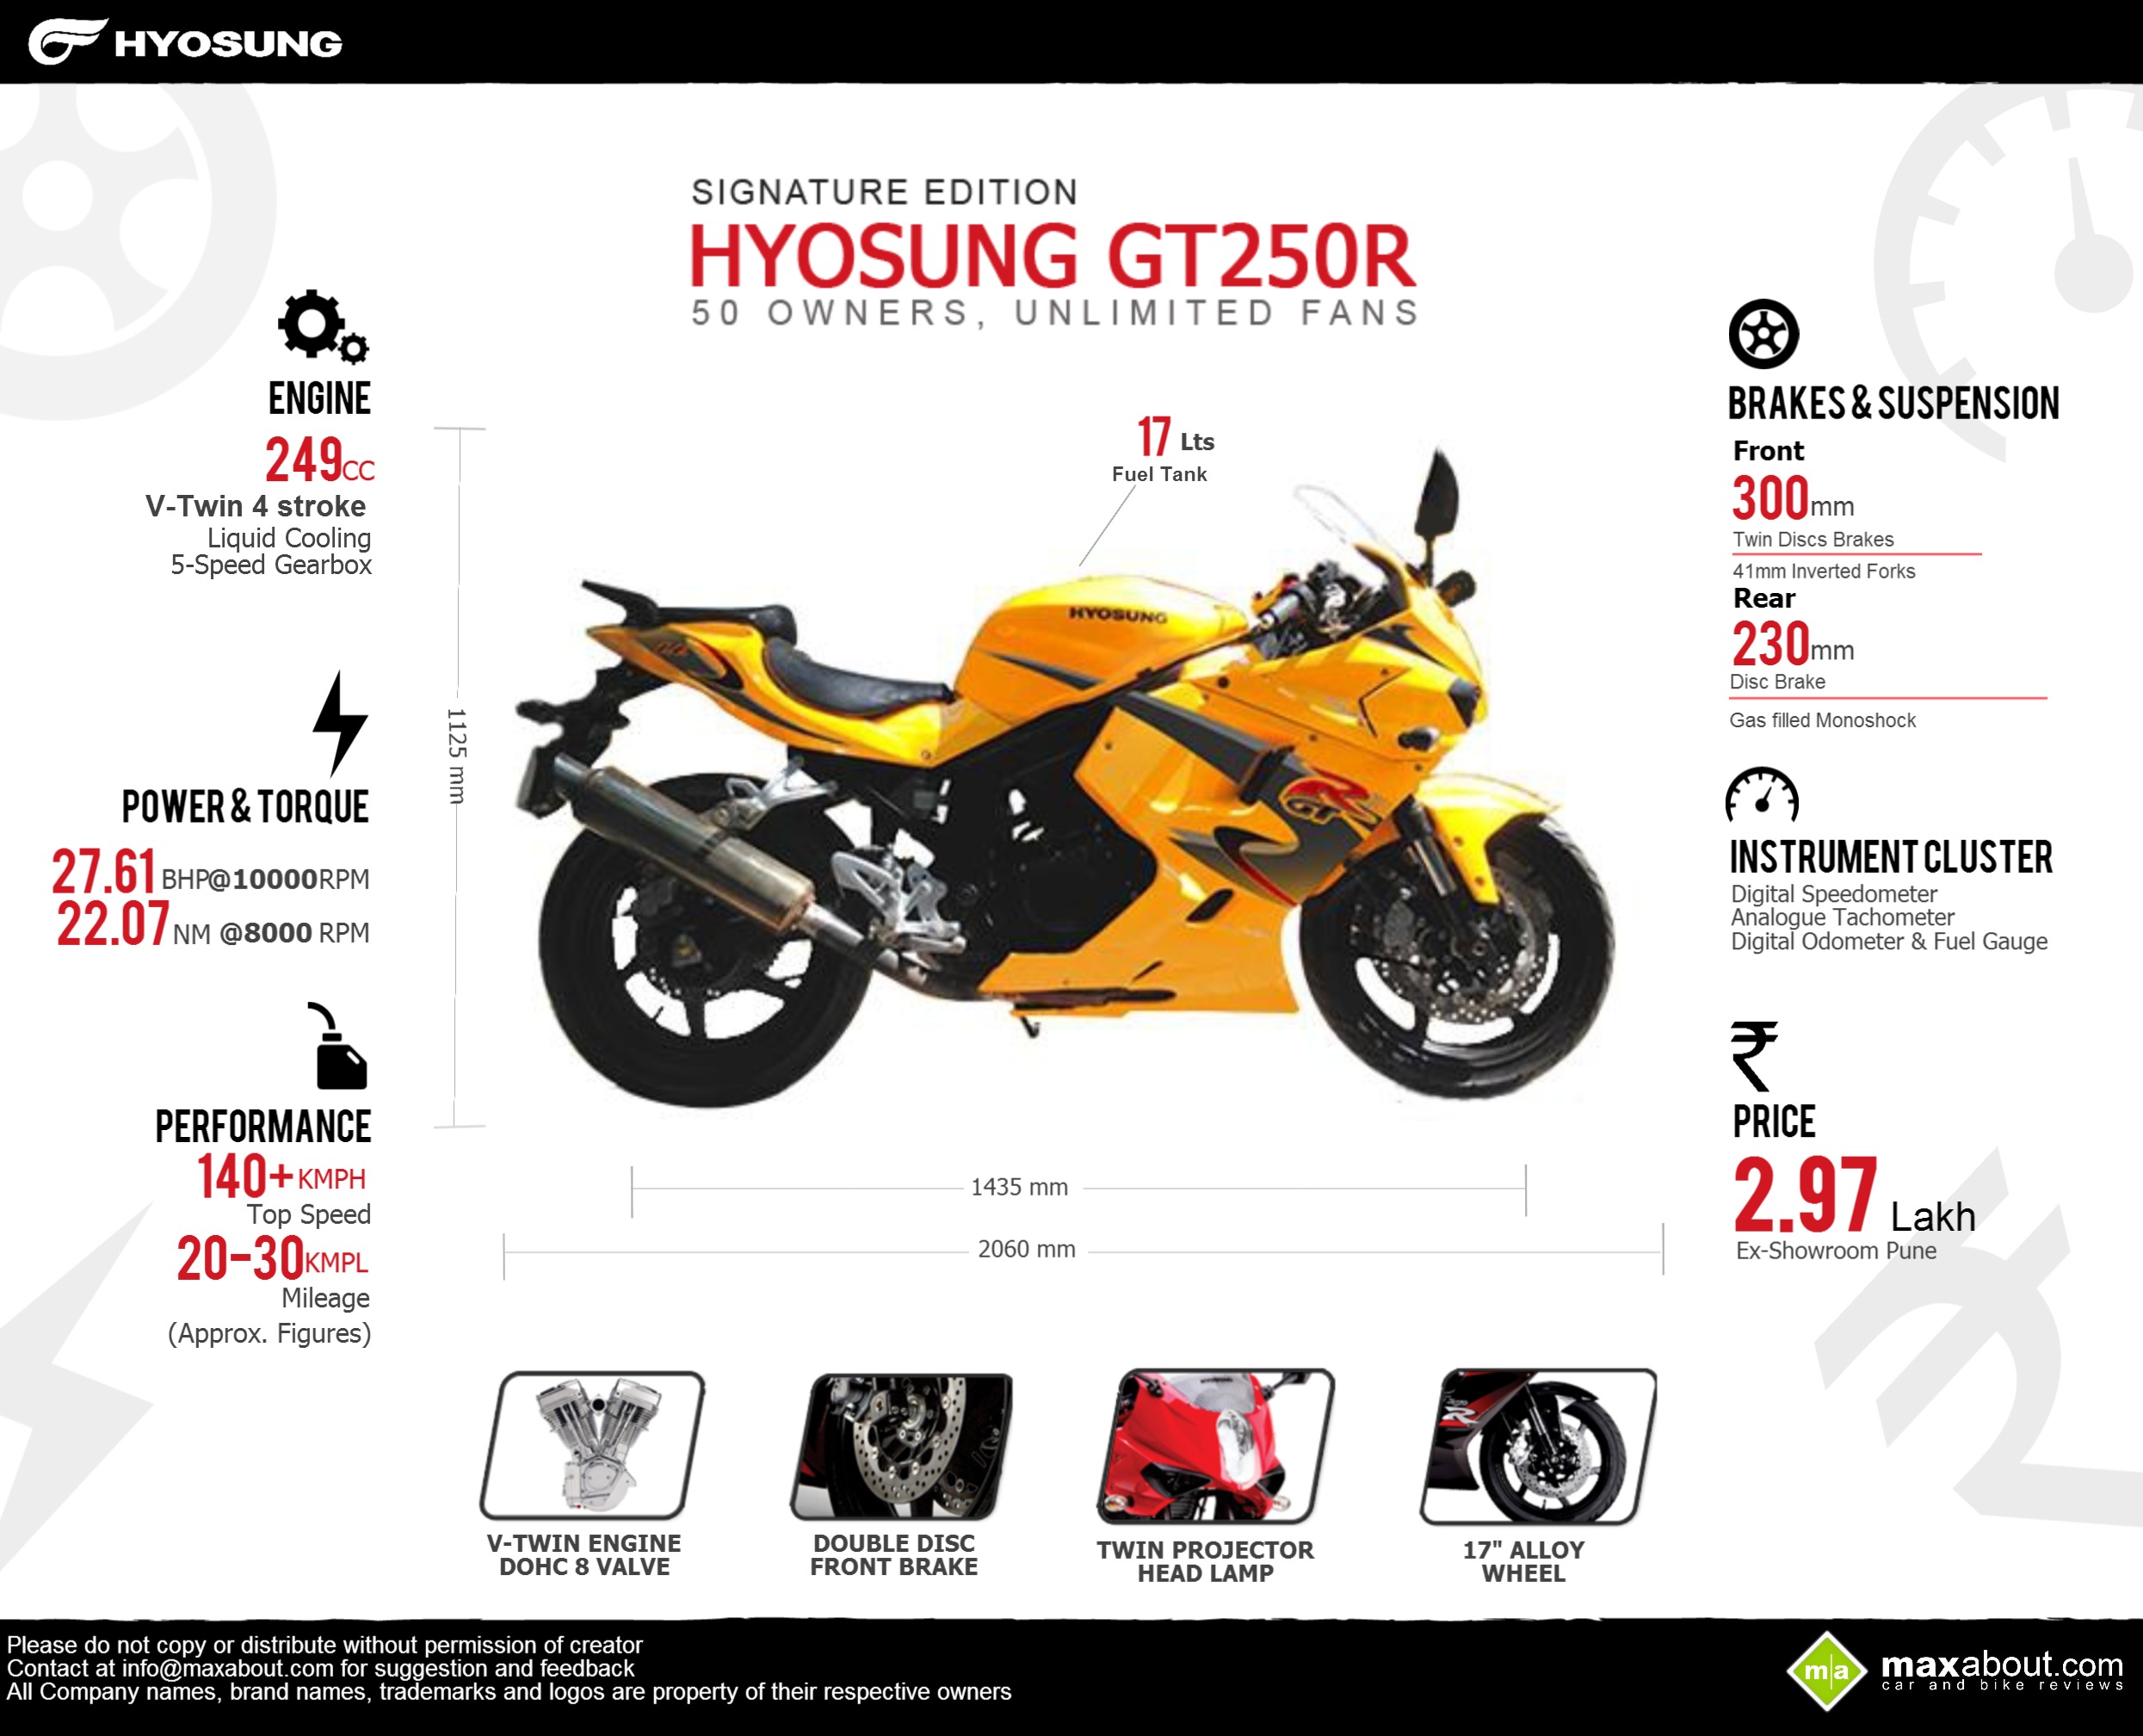 HYOSUNG
SIGNATURE EDITION
HYOSUNG GT250R
50 OWNERS, UNLIMITED FANS
ENGINE
249CC
V-Twin 4 stroke
Liquid Cooling
5-Speed Gearbox
POWER & TORQUE
27.61 BHP@10000RPM
22.07 NM @8000 RPM
PERFORMANCE
140+ KMPH
Top Speed
20-30 KMPL
Mileage
(Approx. Figures)
17 Lts
Fuel Tank
1125 mm
HYOSUNG
1435 mm
2060 mm
BRAKES & SUSPENSION
Front
300mm
Twin Discs Brakes
41mm Inverted Forks
Rear
230mm
Disc Brake
Gas filled Monoshock
INSTRUMENT CLUSTER
Digital Speedometer
Analogue Tachometer
Digital Odometer & Fuel Gauge
₹
PRICE
2.97 Lakh
Ex-Showroom Pune
V-TWIN ENGINE
DOHC 8 VALVE
DOUBLE DISC
FRONT BRAKE
TWIN PROJECTOR
HEAD LAMP
17" ALLOY
WHEEL
Please do not copy or distribute without permission of creator
Contact at info@maxabout.com for suggestion and feedback
All Company names, brand names, trademarks and logos are property of their respective owners
m|a
maxabout.com
car and bike reviews